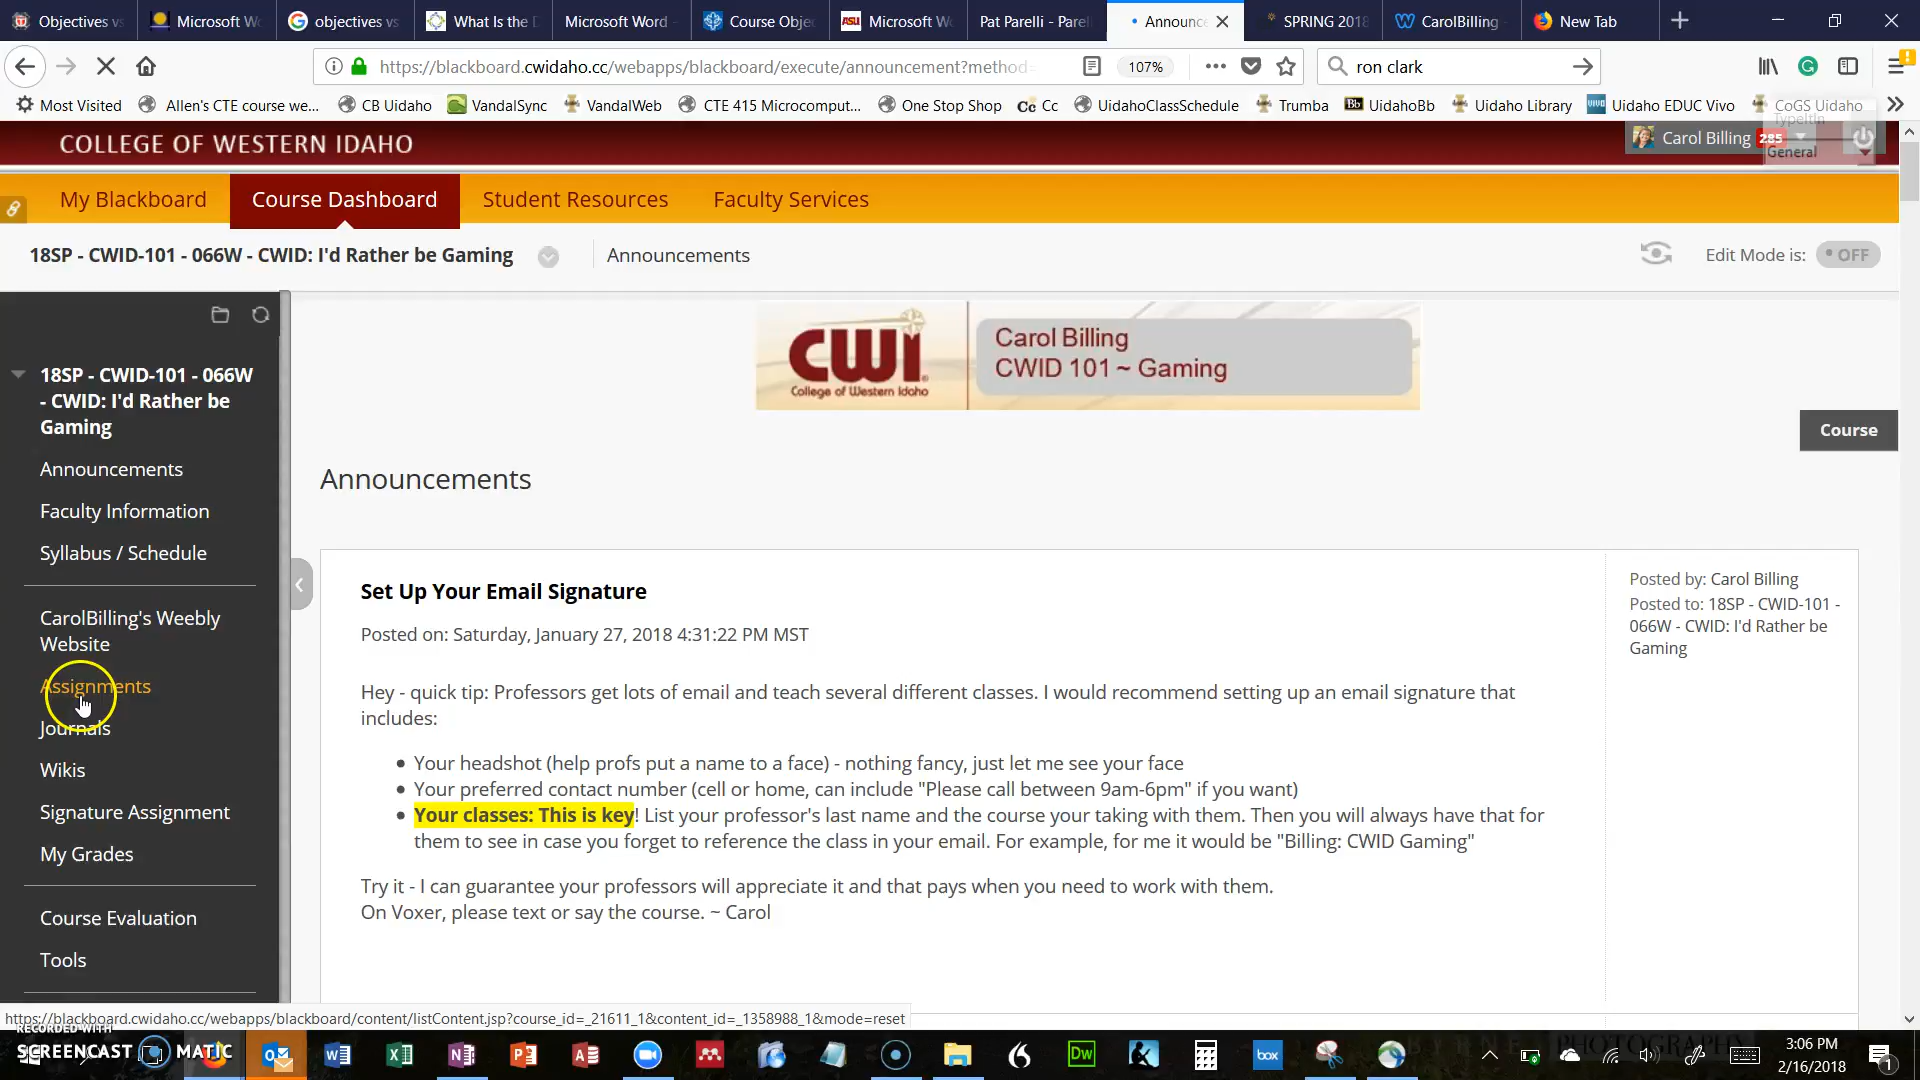 Objectives vs
Microsoft Wo
objectives vs
What Is the D
Microsoft Word -
Course Obje
ASU Microsoft W
Pat Parelli - Parel
Announce
SPRING 2018
CarolBilling
New Tab
https://blackboard.cwidaho.cc/webapps/blackboard/execute/announcement?method=
107%
ron clark
Most Visited
Allen's CTE course we...
CB Uidaho
VandalSync
VandalWeb
CTE 415 Microcomput...
One Stop Shop
Cc Cc
UidahoClassSchedule
Trumba
Bb UidahoBb
Uidaho Library
VIVO Uidaho EDUC Vivo
CoGS Uidaho
TypeItIn
General
COLLEGE OF WESTERN IDAHO
Carol Billing 285
My Blackboard
Course Dashboard
Student Resources
Faculty Services
18SP - CWID-101 - 066W - CWID: I'd Rather be Gaming
Announcements
Edit Mode is: OFF
18SP - CWID-101 - 066W
- CWID: I'd Rather be
Gaming
Announcements
Faculty Information
Syllabus / Schedule
CarolBilling's Weebly
Website
Assignments
Journals
Wikis
Signature Assignment
My Grades
Course Evaluation
Tools
CWI
College of Western Idaho
Carol Billing
CWID 101 ~ Gaming
Course
Announcements
Set Up Your Email Signature
Posted on: Saturday, January 27, 2018 4:31:22 PM MST
Hey - quick tip: Professors get lots of email and teach several different classes. I would recommend setting up an email signature that
includes:
Your headshot (help profs put a name to a face) - nothing fancy, just let me see your face
Your preferred contact number (cell or home, can include "Please call between 9am-6pm" if you want)
Your classes: This is key! List your professor's last name and the course your taking with them. Then you will always have that for
them to see in case you forget to reference the class in your email. For example, for me it would be "Billing: CWID Gaming"
Try it - I can guarantee your professors will appreciate it and that pays when you need to work with them.
On Voxer, please text or say the course. ~ Carol
Posted by: Carol Billing
Posted to: 18SP - CWID-101 -
066W - CWID: I'd Rather be
Gaming
https://blackboard.cwidaho.cc/webapps/blackboard/content/listContent.jsp?course_id=_21611_1&content_id=_1358988_1&mode=reset
RECORDED WITH
SCREENCAST MATIC
Dw
box
PHOTOGRAPHY
3:06 PM
2/16/2018
1